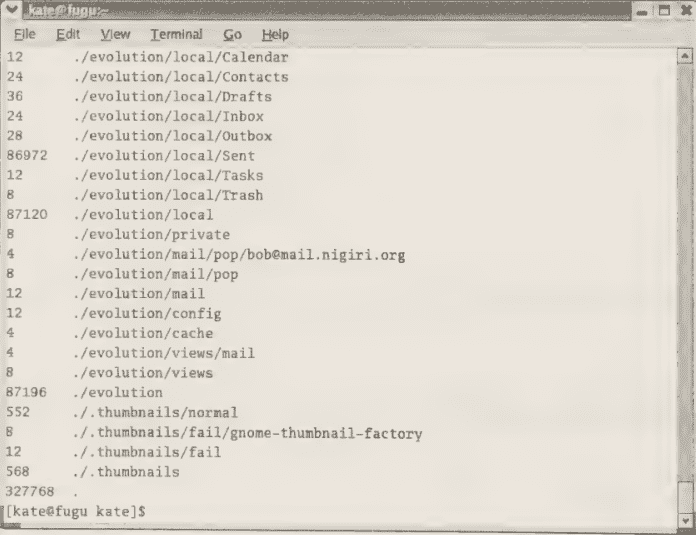 kate@fugu:~
File Edit View Terminal Go Help
12 ./evolution/local/Calendar
24 ./evolution/local/Contacts
36 ./evolution/local/Drafts
24 ./evolution/local/Inbox
28 ./evolution/local/Outbox
86972 ./evolution/local/Sent
12 ./evolution/local/Tasks
8 ./evolution/local/Trash
87120 ./evolution/local
8 ./evolution/private
4 ./evolution/mail/pop/bob@mail.nigiri.org
8 ./evolution/mail/pop
12 ./evolution/mail
12 ./evolution/config
4 ./evolution/cache
4 ./evolution/views/mail
8 ./evolution/views
87196 ./evolution
552 ./.thumbnails/normal
8 ./.thumbnails/fail/gnome-thumbnail-factory
12 ./.thumbnails/fail
568 ./.thumbnails
327768 .
[kate@fugu kate]$